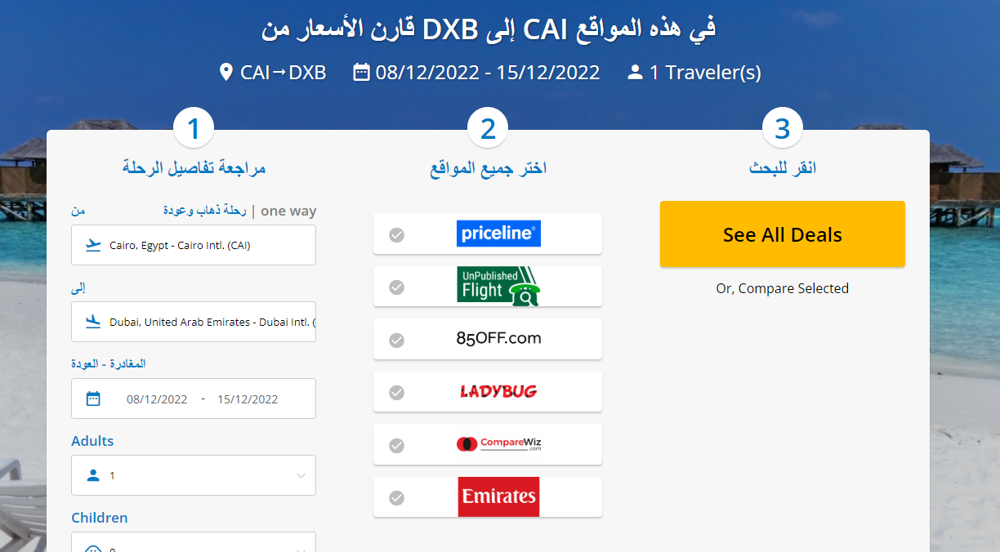 قارن الأسعار من DXB إلى CAI في هذه المواقع
CAI→DXB 08/12/2022 - 15/12/2022 1 Traveler(s)
1
مراجعة تفاصيل الرحلة
من
رحلة ذهاب وعودة | one way
Cairo, Egypt - Cairo Intl. (CAI)
إلى
Dubai, United Arab Emirates - Dubai Intl. (
المغادرة - العودة
08/12/2022 - 15/12/2022
Adults
1
Children
2
اختر جميع المواقع
priceline®
UnPublished
Flight
85OFF.com
LADYBUG
CompareWiz
.com
Emirates
3
انقر للبحث
See All Deals
Or, Compare Selected